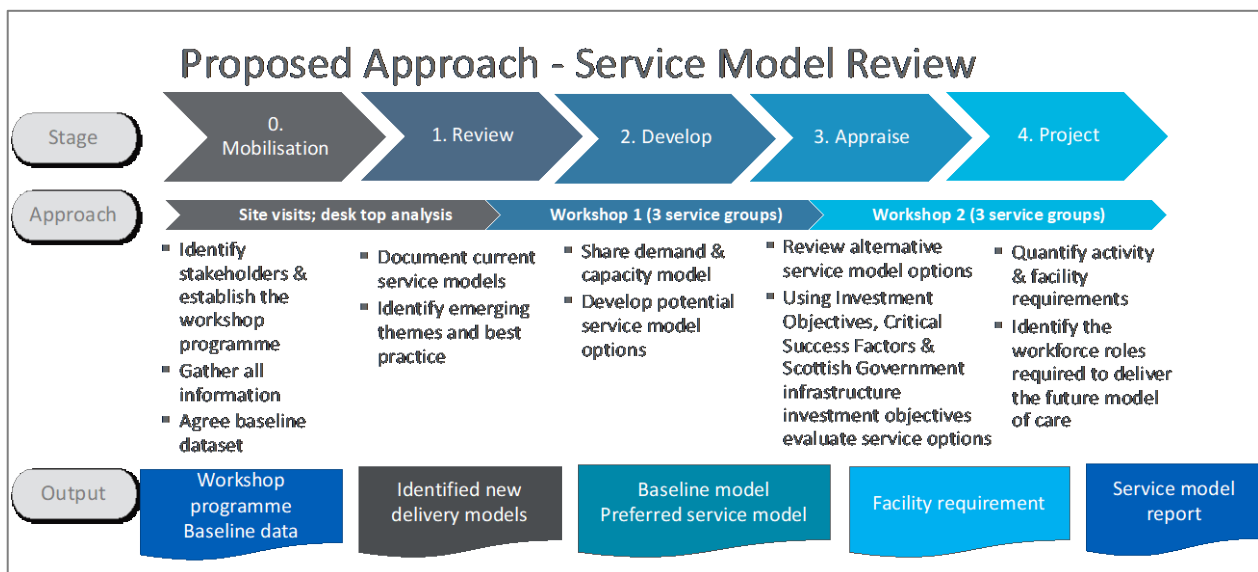 Proposed Approach - Service Model Review
Stage
0.
Mobilisation
1. Review
2. Develop
3. Appraise
4. Project
Approach
Site visits; desk top analysis
Workshop 1 (3 service groups)
Workshop 2 (3 service groups)
▪ Identify
stakeholders &
establish the
workshop
programme
▪ Gather all
information
▪ Agree baseline
dataset
▪ Document current
service models
▪ Identify emerging
themes and best
practice
▪ Share demand &
capacity model
▪ Develop potential
service model
options
▪ Review alternative
service model options
▪ Using Investment
Objectives, Critical
Success Factors &
Scottish Government
infrastructure
investment objectives
evaluate service options
▪ Quantify activity
& facility
requirements
▪ Identify the
workforce roles
required to deliver
the future model
of care
Output
Workshop
programme
Baseline data
Identified new
delivery models
Baseline model
Preferred service model
Facility requirement
Service model
report